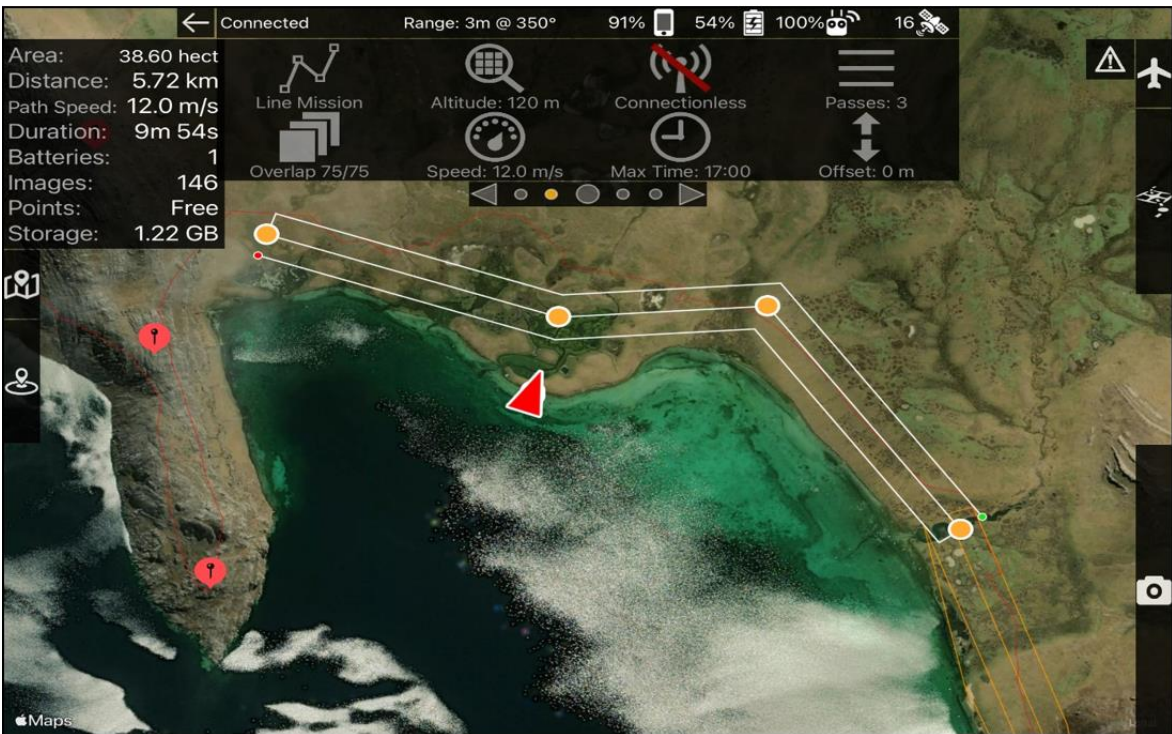 Connected Range: 3m @ 350° 91% 54% 100% 16
Area: 38.60 hect
Distance: 5.72 km
Path Speed: 12.0 m/s
Duration: 9m 54s
Batteries: 1
Images: 146
Points: Free
Storage: 1.22 GB
Line Mission Altitude: 120 m Connectionless Passes: 3
Overlap 75/75 Speed: 12.0 m/s Max Time: 17:00 Offset: 0 m
Maps